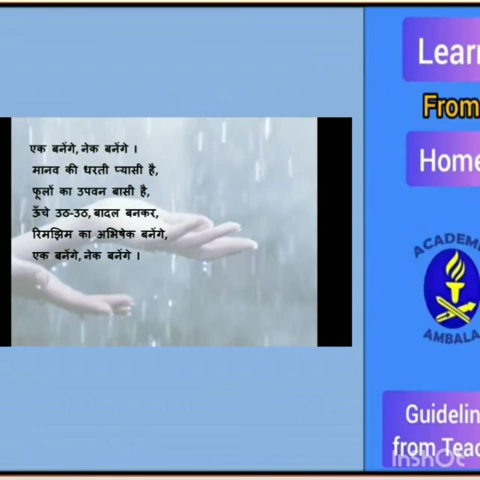 एक बनेंगे, नेक बनेंगे ।
मानव की धरती प्यासी है,
फूलों का उपवन बासी है,
ऊँचे उठ-उठ, बादल बनकर,
रिमझिम का अभिषेक बनेंगे,
एक बनेंगे, नेक बनेंगे ।
Learn
From
Home
ACADEM
AMBALA
Guidelin
from Teac
InShOt